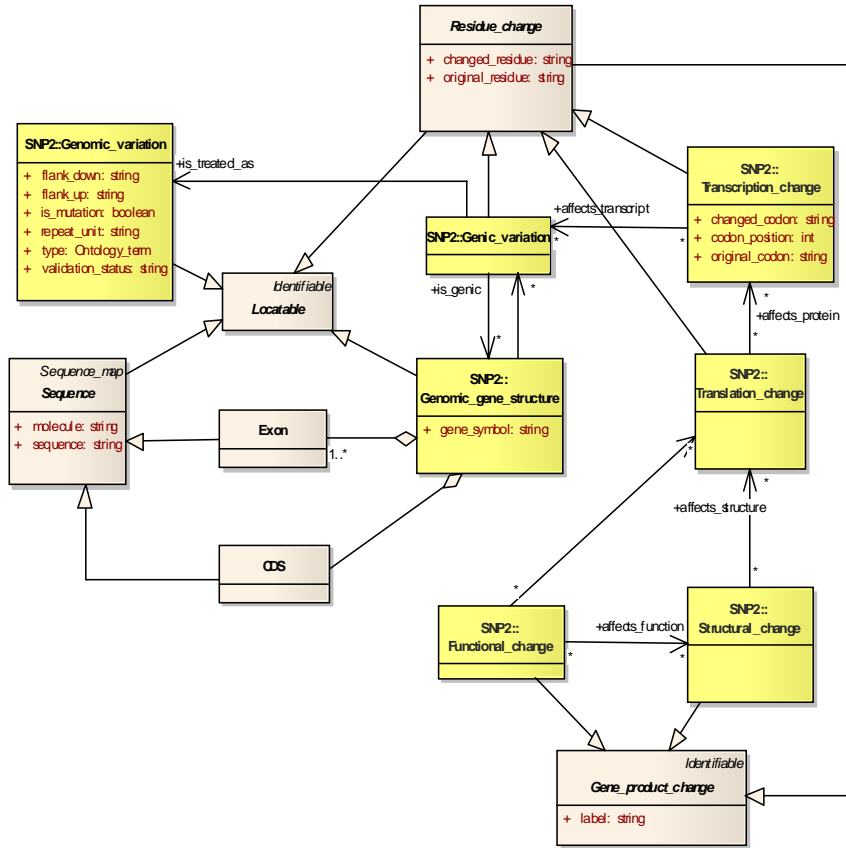 Residue_change
+ changed_residue: string
+ original_residue: string
SNP2::Genomic_variation
+ flank_down: string
+ flank_up: string
+ is_mutation: boolean
+ repeat_unit: string
+ type: Ontology_term
+ validation_status: string
+is_treated_as
SNP2::
Transcription_change
+ changed_codon: string
+ codon_position: int
+ original_codon: string
+affects_transcript
*
*
SNP2::Genic_variation
+is_genic
*
*
Identifiable
Locatable
*
+affects_protein
*
Sequence_map
Sequence
+ molecule: string
+ sequence: string
SNP2::
Genomic_gene_structure
+ gene_symbol: string
SNP2::
Translation_change
Exon
1..*
*
*
+affects_structure
CDS
*
*
SNP2::
Functional_change
+affects_function
*
*
SNP2::
Structural_change
Identifiable
Gene_product_change
+ label: string